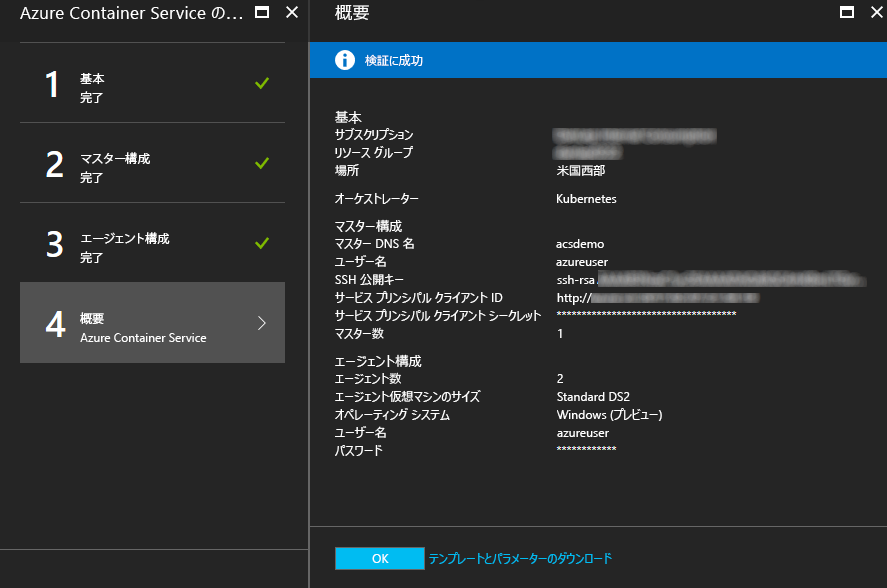 Azure Container Service の...
1 基本
完了
2 マスター構成
完了
3 エージェント構成
完了
4 概要
Azure Container Service
概要
検証に成功
基本
サブスクリプション
リソース グループ
場所 米国西部
オーケストレーター Kubernetes
マスター構成
マスター DNS 名 acsdemo
ユーザー名 azureuser
SSH 公開キー ssh-rsa
サービス プリンシパル クライアント ID http://
サービス プリンシパル クライアント シークレット ************************************
マスター数 1
エージェント構成
エージェント数 2
エージェント仮想マシンのサイズ Standard DS2
オペレーティング システム Windows (プレビュー)
ユーザー名 azureuser
パスワード ************
OK テンプレートとパラメーターのダウンロード